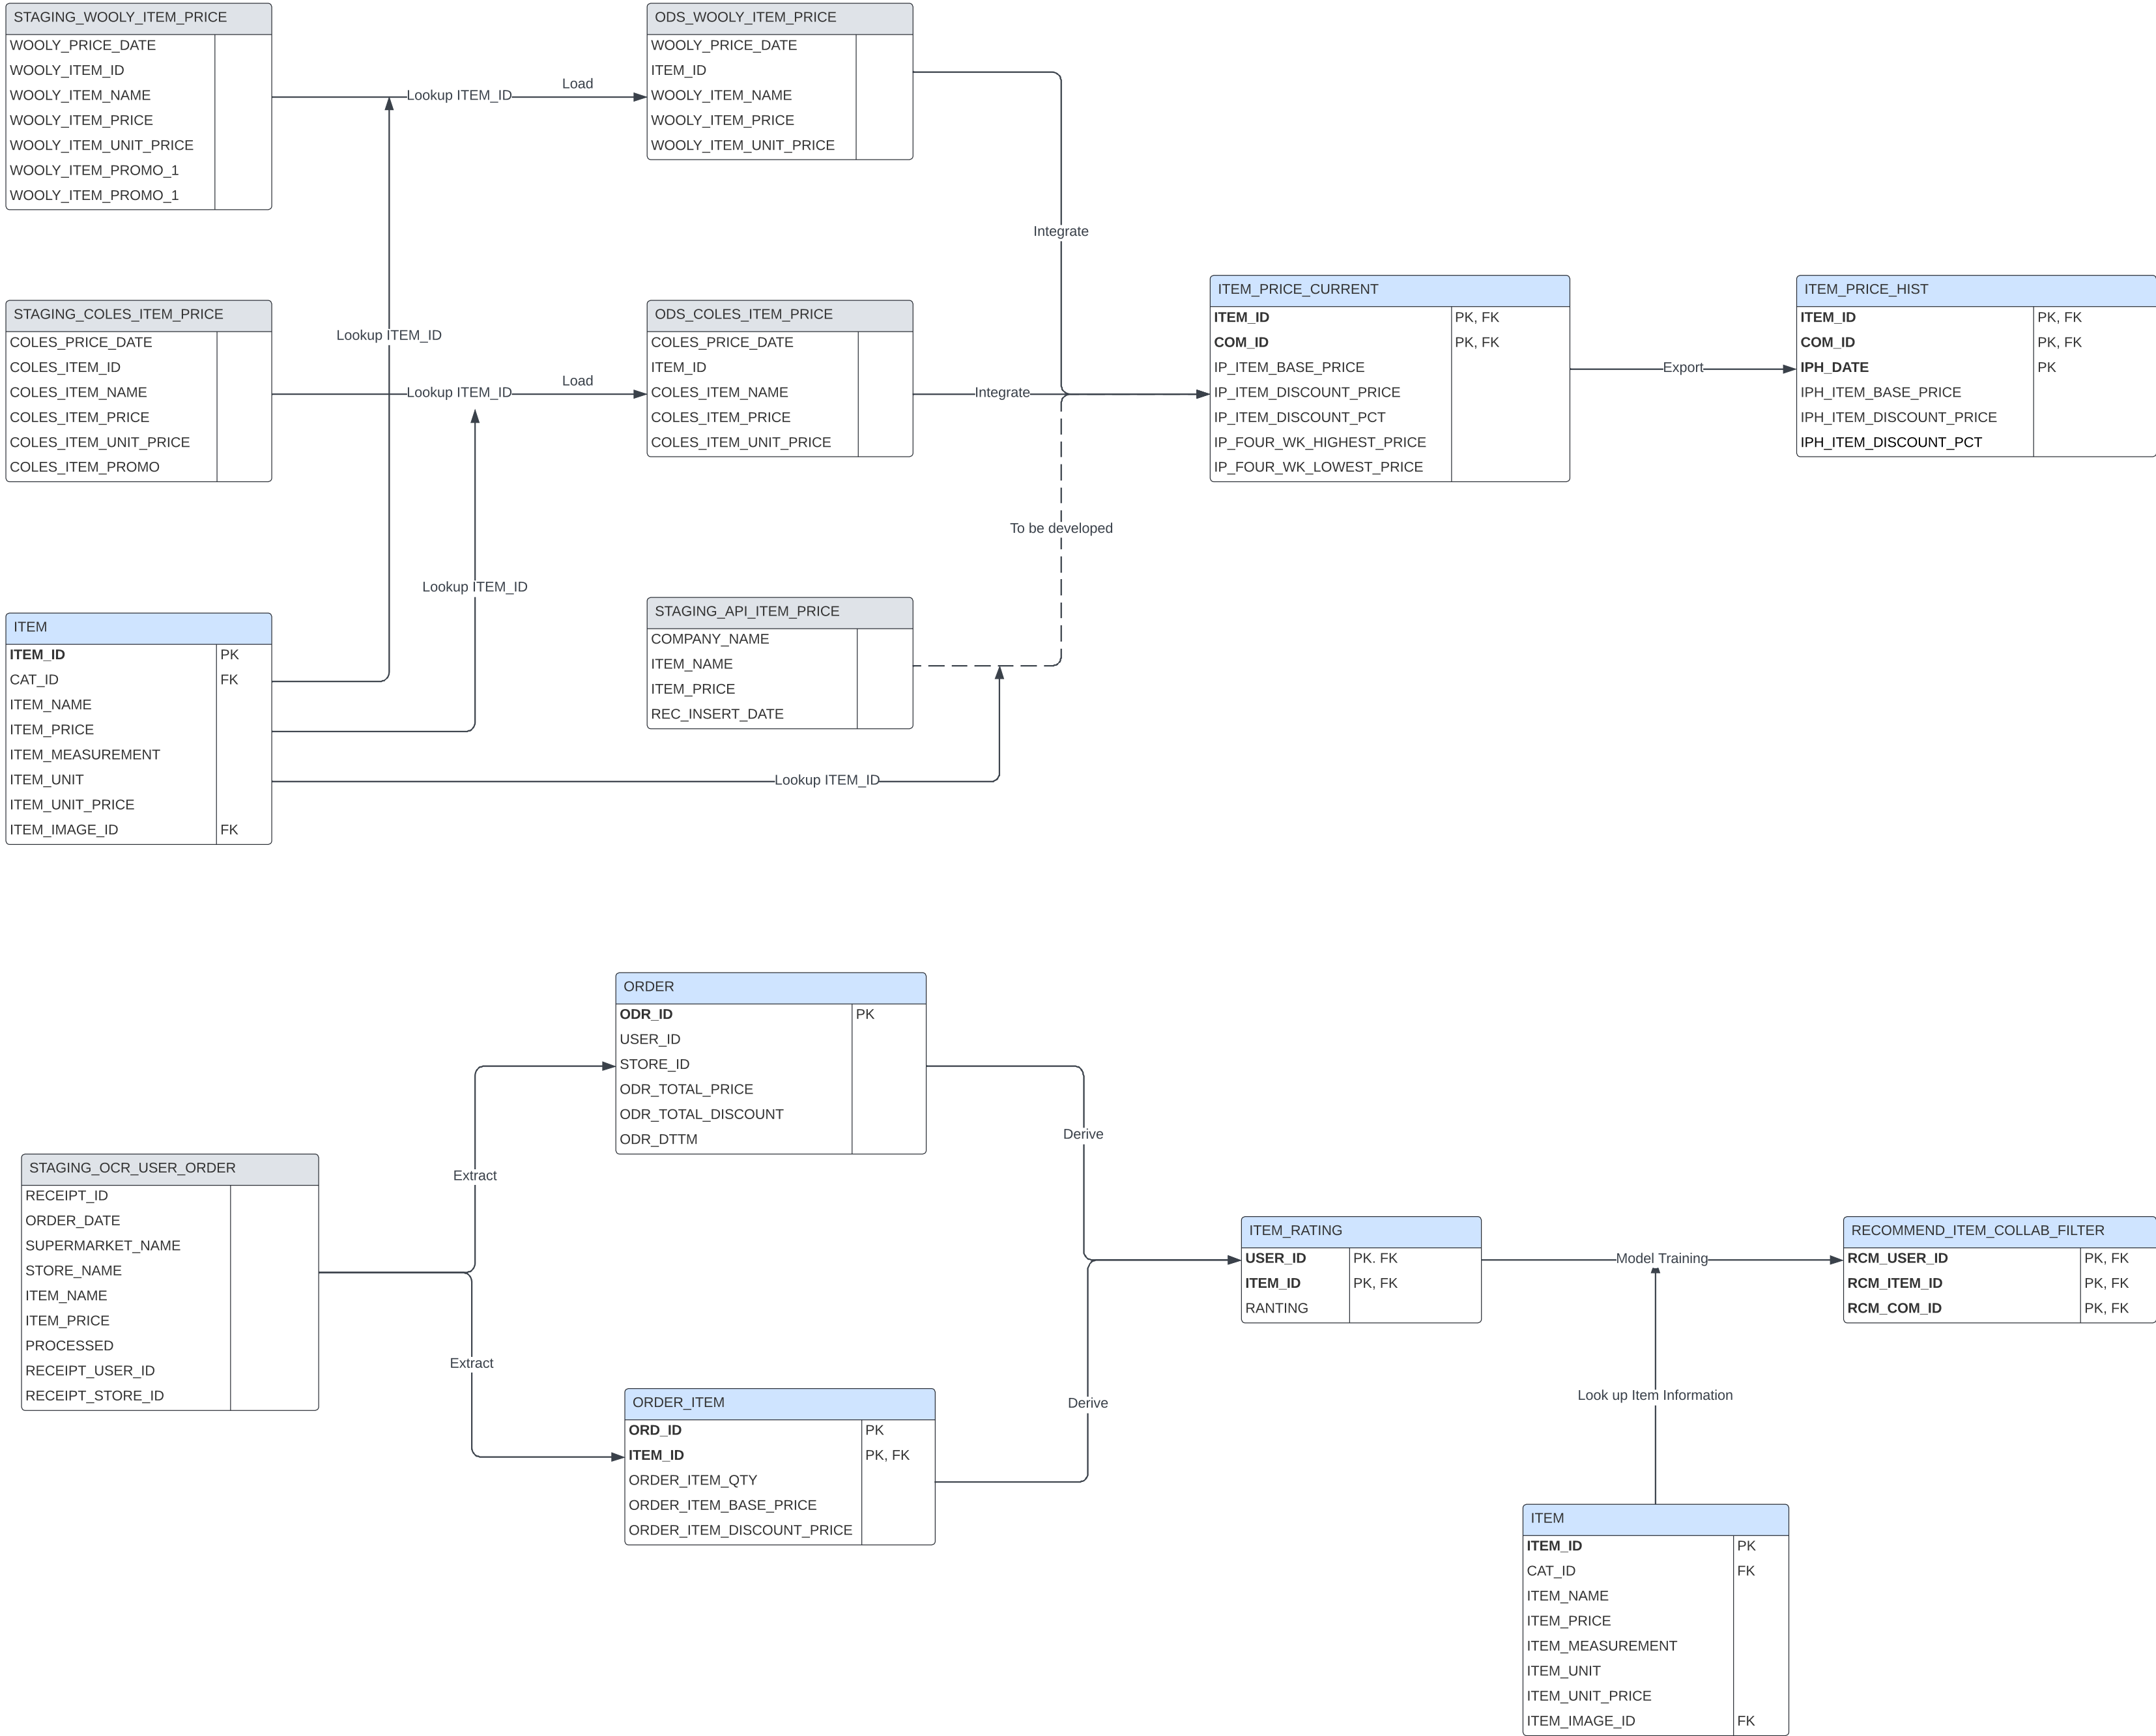 STAGING_WOOLY_ITEM_PRICE
WOOLY_PRICE_DATE
WOOLY_ITEM_ID
WOOLY_ITEM_NAME
WOOLY_ITEM_PRICE
WOOLY_ITEM_UNIT_PRICE
WOOLY_ITEM_PROMO_1
WOOLY_ITEM_PROMO_1
Lookup ITEM_ID
Load
ODS_WOOLY_ITEM_PRICE
WOOLY_PRICE_DATE
ITEM_ID
WOOLY_ITEM_NAME
WOOLY_ITEM_PRICE
WOOLY_ITEM_UNIT_PRICE
Integrate
STAGING_COLES_ITEM_PRICE
COLES_PRICE_DATE
COLES_ITEM_ID
COLES_ITEM_NAME
COLES_ITEM_PRICE
COLES_ITEM_UNIT_PRICE
COLES_ITEM_PROMO
Lookup ITEM_ID
Lookup ITEM_ID
Load
ODS_COLES_ITEM_PRICE
COLES_PRICE_DATE
ITEM_ID
COLES_ITEM_NAME
COLES_ITEM_PRICE
COLES_ITEM_UNIT_PRICE
Integrate
ITEM_PRICE_CURRENT
ITEM_ID PK, FK
COM_ID PK, FK
IP_ITEM_BASE_PRICE
IP_ITEM_DISCOUNT_PRICE
IP_ITEM_DISCOUNT_PCT
IP_FOUR_WK_HIGHEST_PRICE
IP_FOUR_WK_LOWEST_PRICE
Export
ITEM_PRICE_HIST
ITEM_ID PK, FK
COM_ID PK, FK
IPH_DATE PK
IPH_ITEM_BASE_PRICE
IPH_ITEM_DISCOUNT_PRICE
IPH_ITEM_DISCOUNT_PCT
To be developed
Lookup ITEM_ID
ITEM
ITEM_ID PK
CAT_ID FK
ITEM_NAME
ITEM_PRICE
ITEM_MEASUREMENT
ITEM_UNIT
ITEM_UNIT_PRICE
ITEM_IMAGE_ID FK
STAGING_API_ITEM_PRICE
COMPANY_NAME
ITEM_NAME
ITEM_PRICE
REC_INSERT_DATE
Lookup ITEM_ID
STAGING_OCR_USER_ORDER
RECEIPT_ID
ORDER_DATE
SUPERMARKET_NAME
STORE_NAME
ITEM_NAME
ITEM_PRICE
PROCESSED
RECEIPT_USER_ID
RECEIPT_STORE_ID
Extract
Extract
ORDER
ODR_ID PK
USER_ID
STORE_ID
ODR_TOTAL_PRICE
ODR_TOTAL_DISCOUNT
ODR_DTTM
ORDER_ITEM
ORD_ID PK
ITEM_ID PK, FK
ORDER_ITEM_QTY
ORDER_ITEM_BASE_PRICE
ORDER_ITEM_DISCOUNT_PRICE
Derive
Derive
ITEM_RATING
USER_ID PK. FK
ITEM_ID PK, FK
RANTING
Model Training
RECOMMEND_ITEM_COLLAB_FILTER
RCM_USER_ID PK, FK
RCM_ITEM_ID PK, FK
RCM_COM_ID PK, FK
Look up Item Information
ITEM
ITEM_ID PK
CAT_ID FK
ITEM_NAME
ITEM_PRICE
ITEM_MEASUREMENT
ITEM_UNIT
ITEM_UNIT_PRICE
ITEM_IMAGE_ID FK